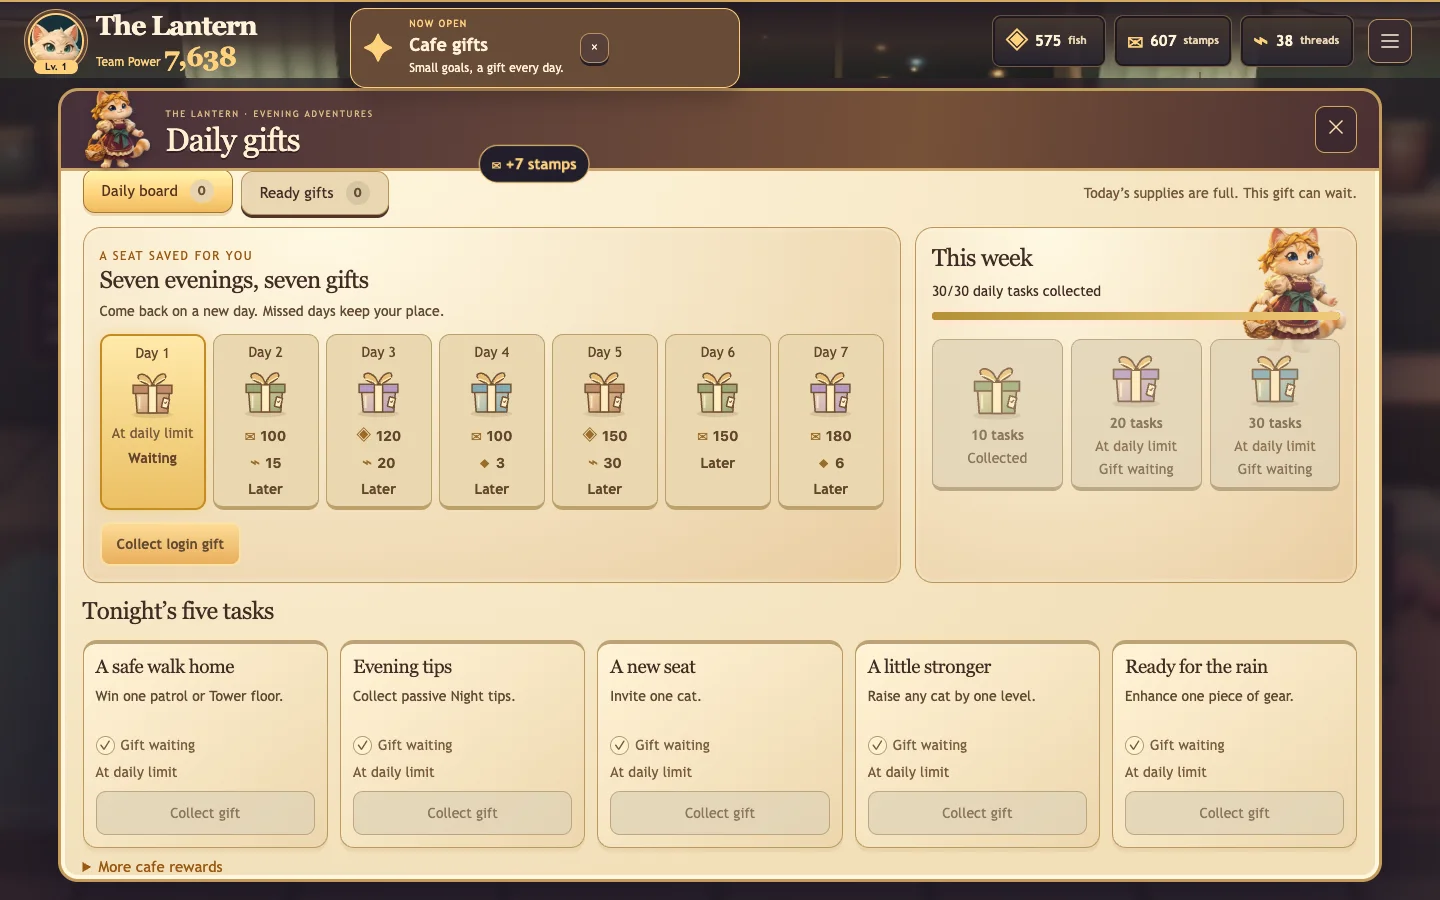 The Lantern
Team Power 7,638
Lv. 1
NOW OPEN
Cafe gifts
Small goals, a gift every day.
×
575 fish
607 stamps
38 threads
THE LANTERN · EVENING ADVENTURES
Daily gifts
+7 stamps
Daily board 0
Ready gifts 0
Today's supplies are full. This gift can wait.
A SEAT SAVED FOR YOU
Seven evenings, seven gifts
Come back on a new day. Missed days keep your place.
Day 1
At daily limit
Waiting
Day 2
100
15
Later
Day 3
120
20
Later
Day 4
100
3
Later
Day 5
150
30
Later
Day 6
150
Later
Day 7
180
6
Later
Collect login gift
This week
30/30 daily tasks collected
10 tasks
Collected
20 tasks
At daily limit
Gift waiting
30 tasks
At daily limit
Gift waiting
Tonight's five tasks
A safe walk home
Win one patrol or Tower floor.
Gift waiting
At daily limit
Collect gift
Evening tips
Collect passive Night tips.
Gift waiting
At daily limit
Collect gift
A new seat
Invite one cat.
Gift waiting
At daily limit
Collect gift
A little stronger
Raise any cat by one level.
Gift waiting
At daily limit
Collect gift
Ready for the rain
Enhance one piece of gear.
Gift waiting
At daily limit
Collect gift
More cafe rewards